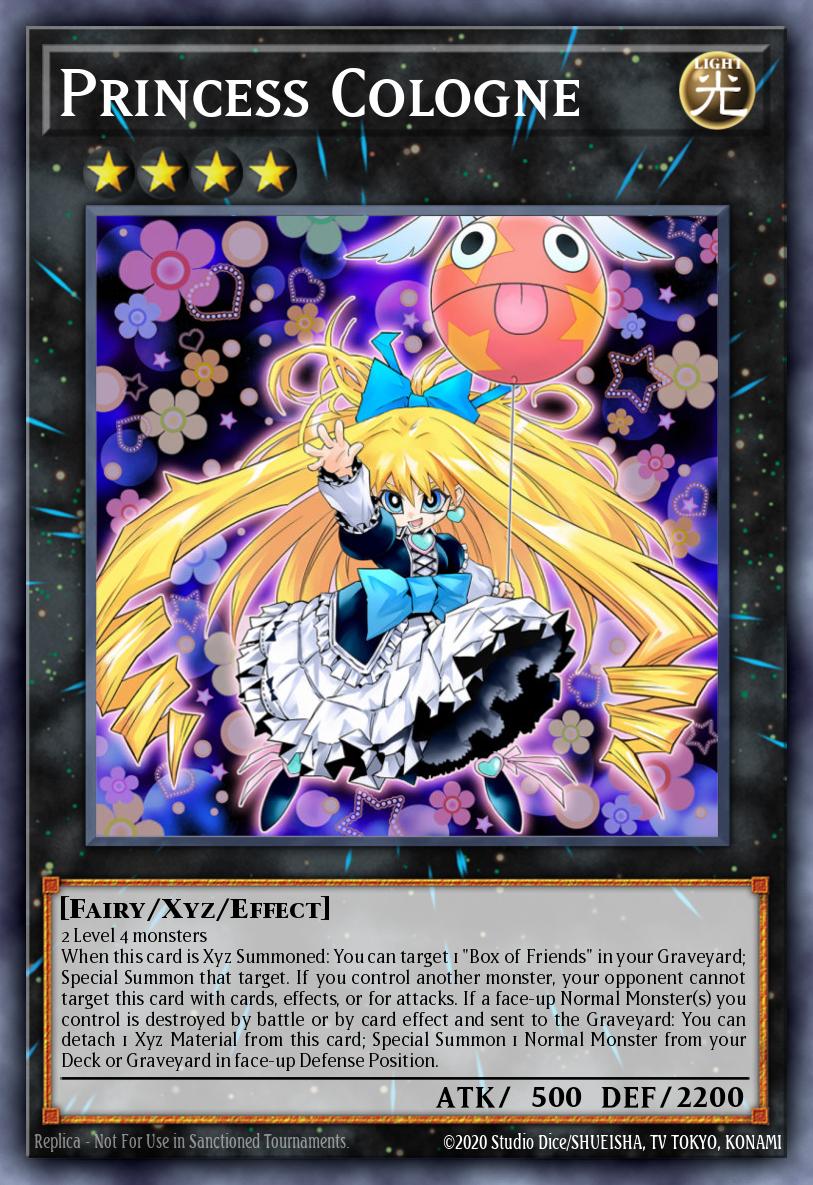 Princess Cologne
LIGHT
光
[Fairy/Xyz/Effect]
2 Level 4 monsters
When this card is Xyz Summoned: You can target 1 "Box of Friends" in your Graveyard;
Special Summon that target. If you control another monster, your opponent cannot
target this card with cards, effects, or for attacks. If a face-up Normal Monster(s) you
control is destroyed by battle or by card effect and sent to the Graveyard: You can
detach 1 Xyz Material from this card; Special Summon 1 Normal Monster from your
Deck or Graveyard in face-up Defense Position.
ATK/ 500 DEF/2200
Replica - Not For Use in Sanctioned Tournaments.
©2020 Studio Dice/SHUEISHA, TV TOKYO, KONAMI